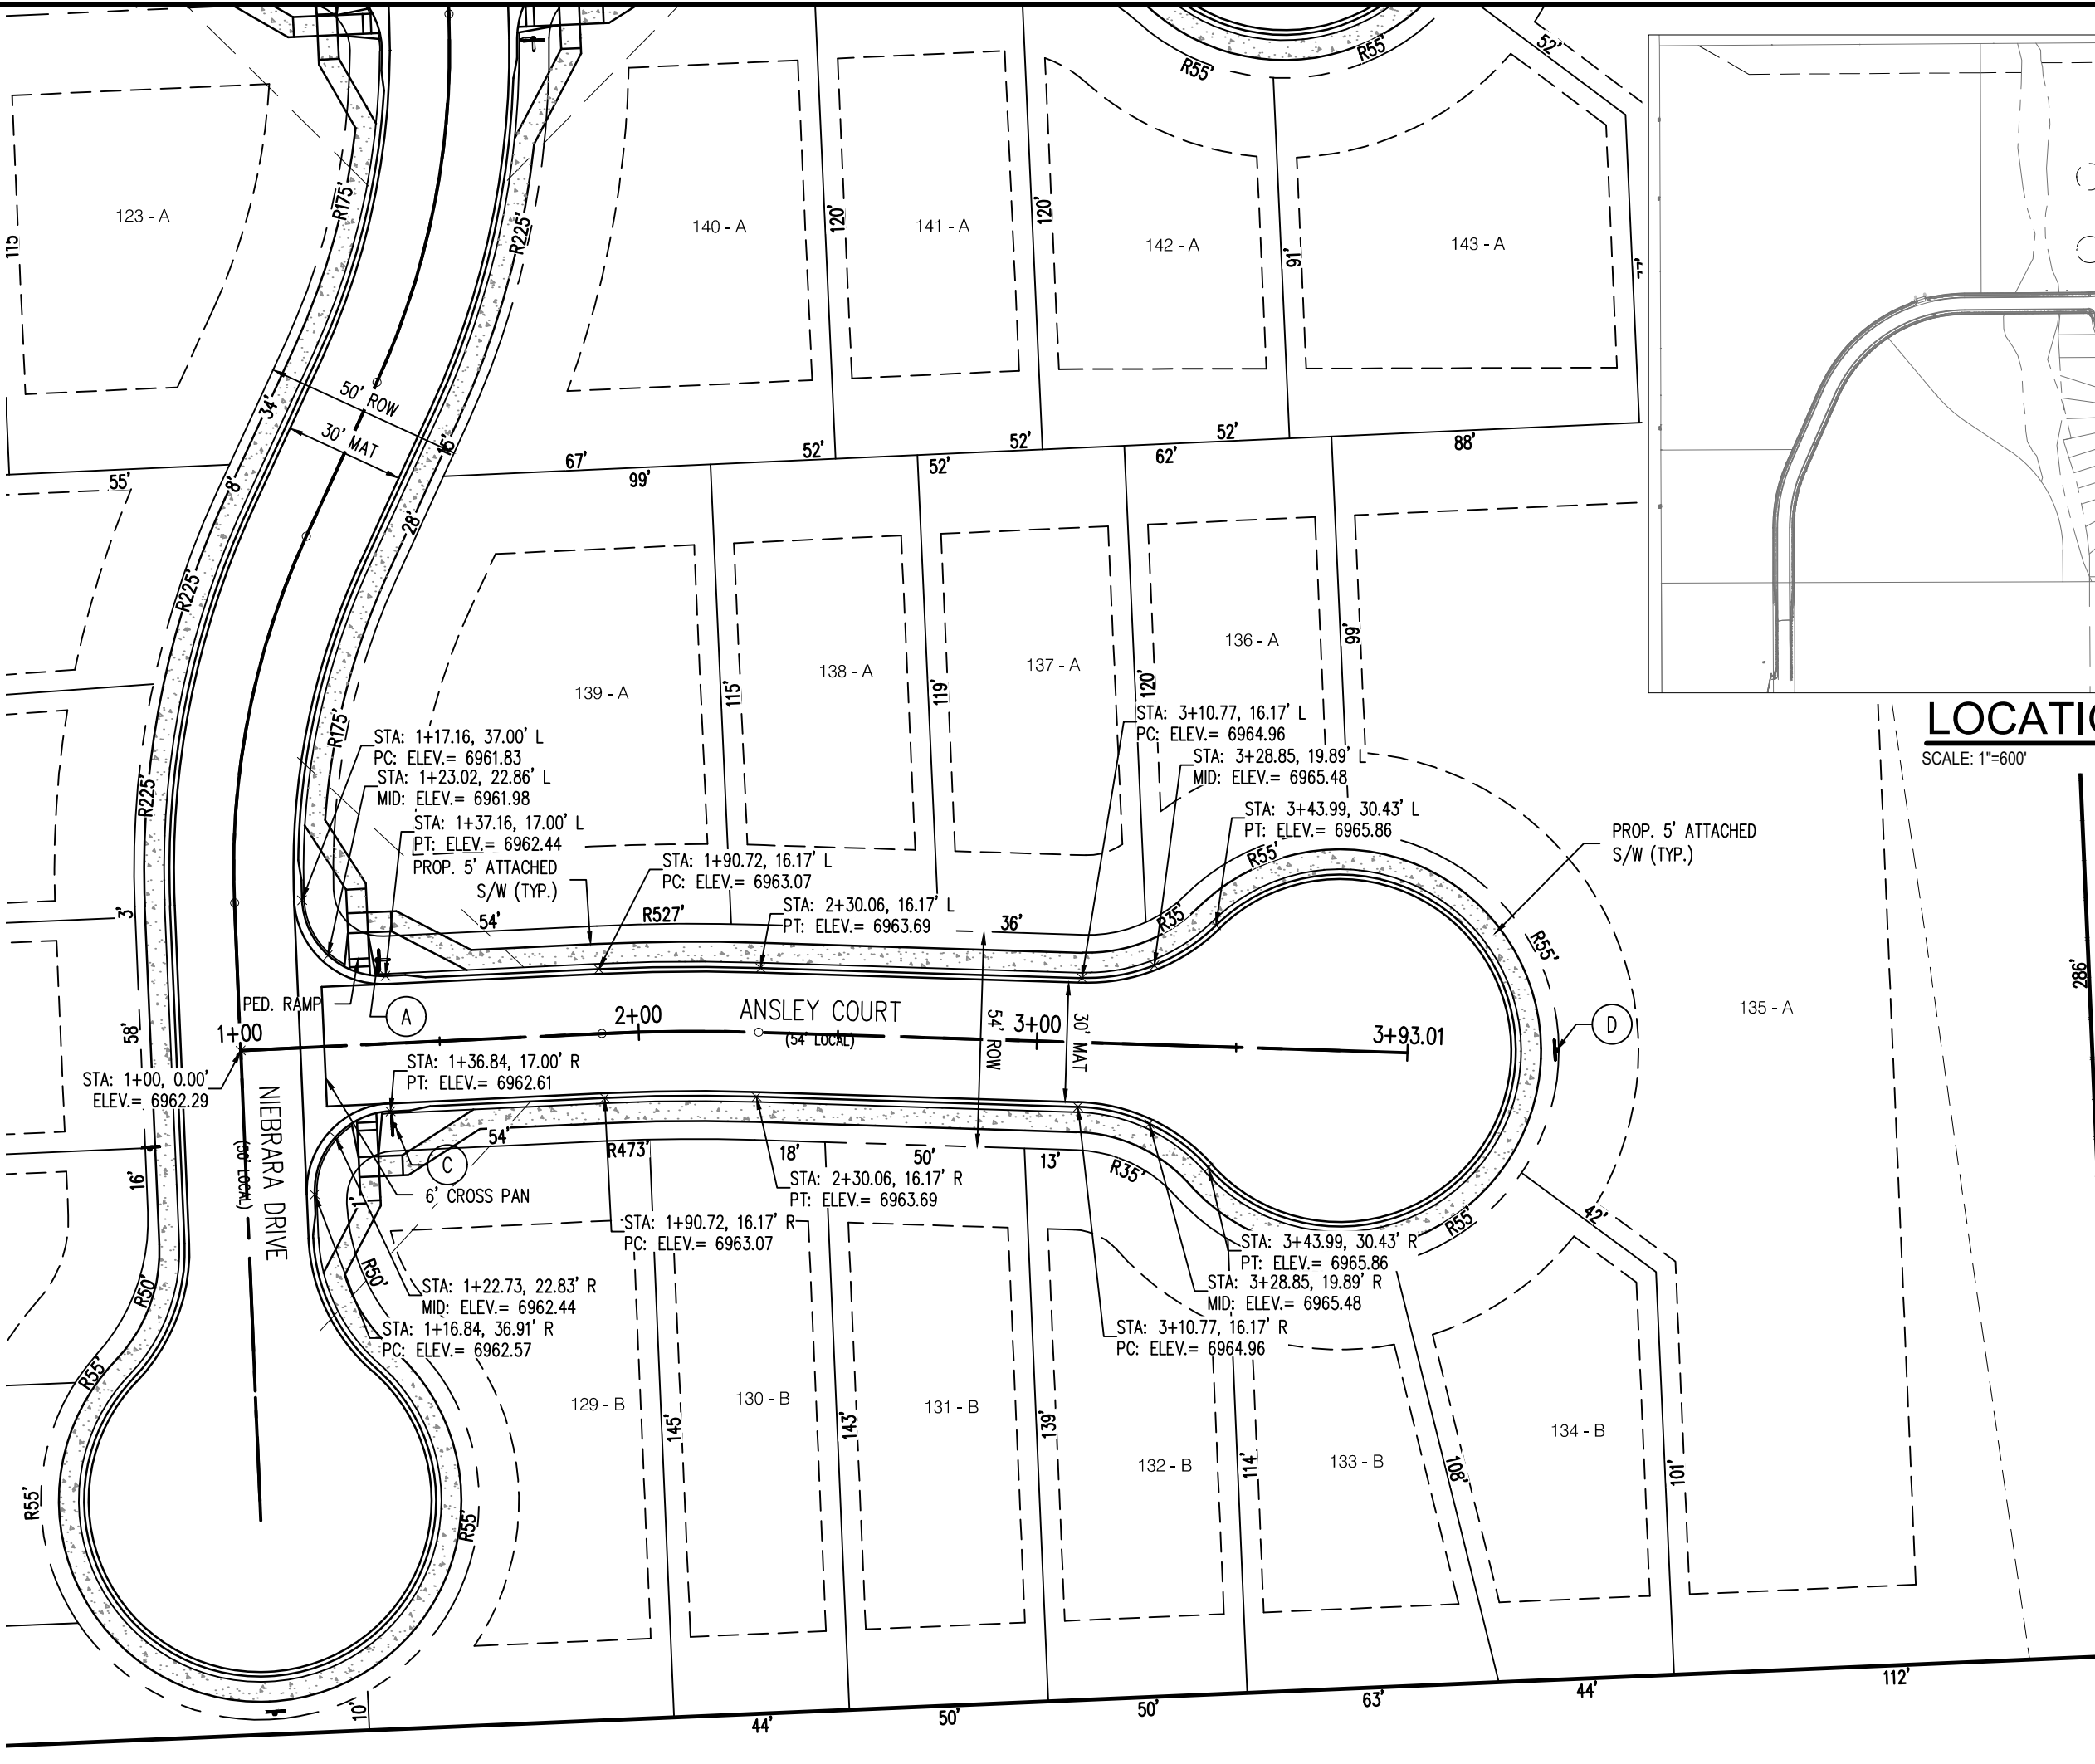 52'
R55'
R55'
123 - A
115
R175'
R225'
140 - A
120'
141 - A
120'
142 - A
91'
143 - A
50' ROW
34'
30' MAT
15'
8'
28'
55'
67'
99'
52'
52'
52'
62'
52'
88'
R225'
R175'
R225'
139 - A
115'
138 - A
119'
137 - A
120'
136 - A
99'
LOCATIO
SCALE: 1"=600'
STA: 1+17.16, 37.00' L
PC: ELEV.= 6961.83
STA: 1+23.02, 22.86' L
MID: ELEV.= 6961.98
STA: 1+37.16, 17.00' L
PT: ELEV.= 6962.44
PROP. 5' ATTACHED
S/W (TYP.)
STA: 1+90.72, 16.17' L
PC: ELEV.= 6963.07
STA: 2+30.06, 16.17' L
PT: ELEV.= 6963.69
STA: 3+10.77, 16.17' L
PC: ELEV.= 6964.96
STA: 3+28.85, 19.89' L
MID: ELEV.= 6965.48
STA: 3+43.99, 30.43' L
PT: ELEV.= 6965.86
PROP. 5' ATTACHED
S/W (TYP.)
R55'
R35'
R55'
54'
R527'
36'
3'
58'
286'
135 - A
PED. RAMP
A
D
1+00
2+00
ANSLEY COURT
(54' LOCAL)
54' ROW
3+00
30' MAT
3+93.01
STA: 1+00, 0.00'
ELEV.= 6962.29
STA: 1+36.84, 17.00' R
PT: ELEV.= 6962.61
NIEBRARA DRIVE
(50' LOCAL)
16'
54'
C
1'
6' CROSS PAN
R473'
18'
50'
13'
R35'
R55'
42'
STA: 2+30.06, 16.17' R
PT: ELEV.= 6963.69
STA: 1+90.72, 16.17' R
PC: ELEV.= 6963.07
STA: 3+43.99, 30.43' R
PT: ELEV.= 6965.86
STA: 3+28.85, 19.89' R
MID: ELEV.= 6965.48
STA: 3+10.77, 16.17' R
PC: ELEV.= 6964.96
R50'
R50'
STA: 1+22.73, 22.83' R
MID: ELEV.= 6962.44
STA: 1+16.84, 36.91' R
PC: ELEV.= 6962.57
R55'
129 - B
145'
130 - B
143'
131 - B
139'
132 - B
114'
133 - B
108'
134 - B
101'
R55'
R55'
10'
44'
50'
50'
63'
44'
112'